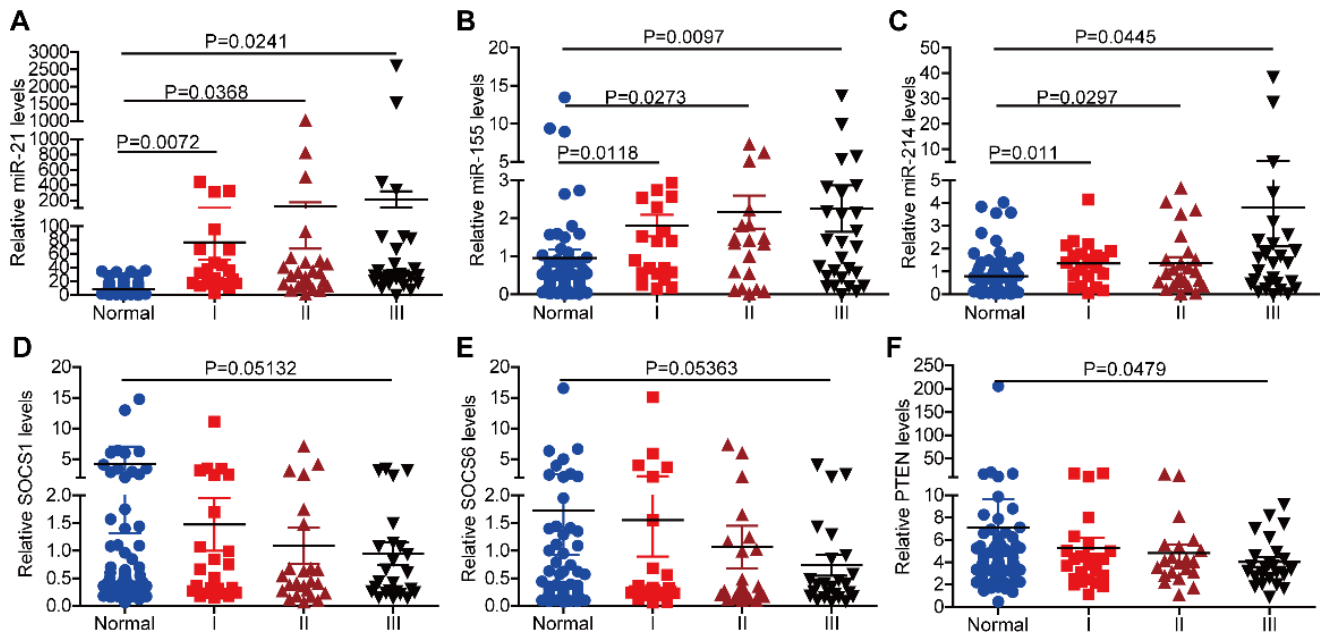 A
P=0.0241
P=0.0368
P=0.0072
Relative miR-21 levels
3000
2500
2000
1500
1000
1000
800
600
400
200
100
80
60
40
20
0
Normal I II III
B
P=0.0097
P=0.0273
P=0.0118
Relative miR-155 levels
20
15
10
5
3
2
1
0
Normal I II III
C
P=0.0445
P=0.0297
P=0.011
Relative miR-214 levels
50
40
30
20
10
5
4
3
2
1
0
Normal I II III
D
P=0.05132
Relative SOCS1 levels
20
15
10
5
2.0
1.5
1.0
0.5
0.0
Normal I II III
E
P=0.05363
Relative SOCS6 levels
20
15
10
5
2.0
1.5
1.0
0.5
0.0
Normal I II III
F
P=0.0479
Relative PTEN levels
250
200
150
100
50
10
8
6
4
2
0
Normal I II III